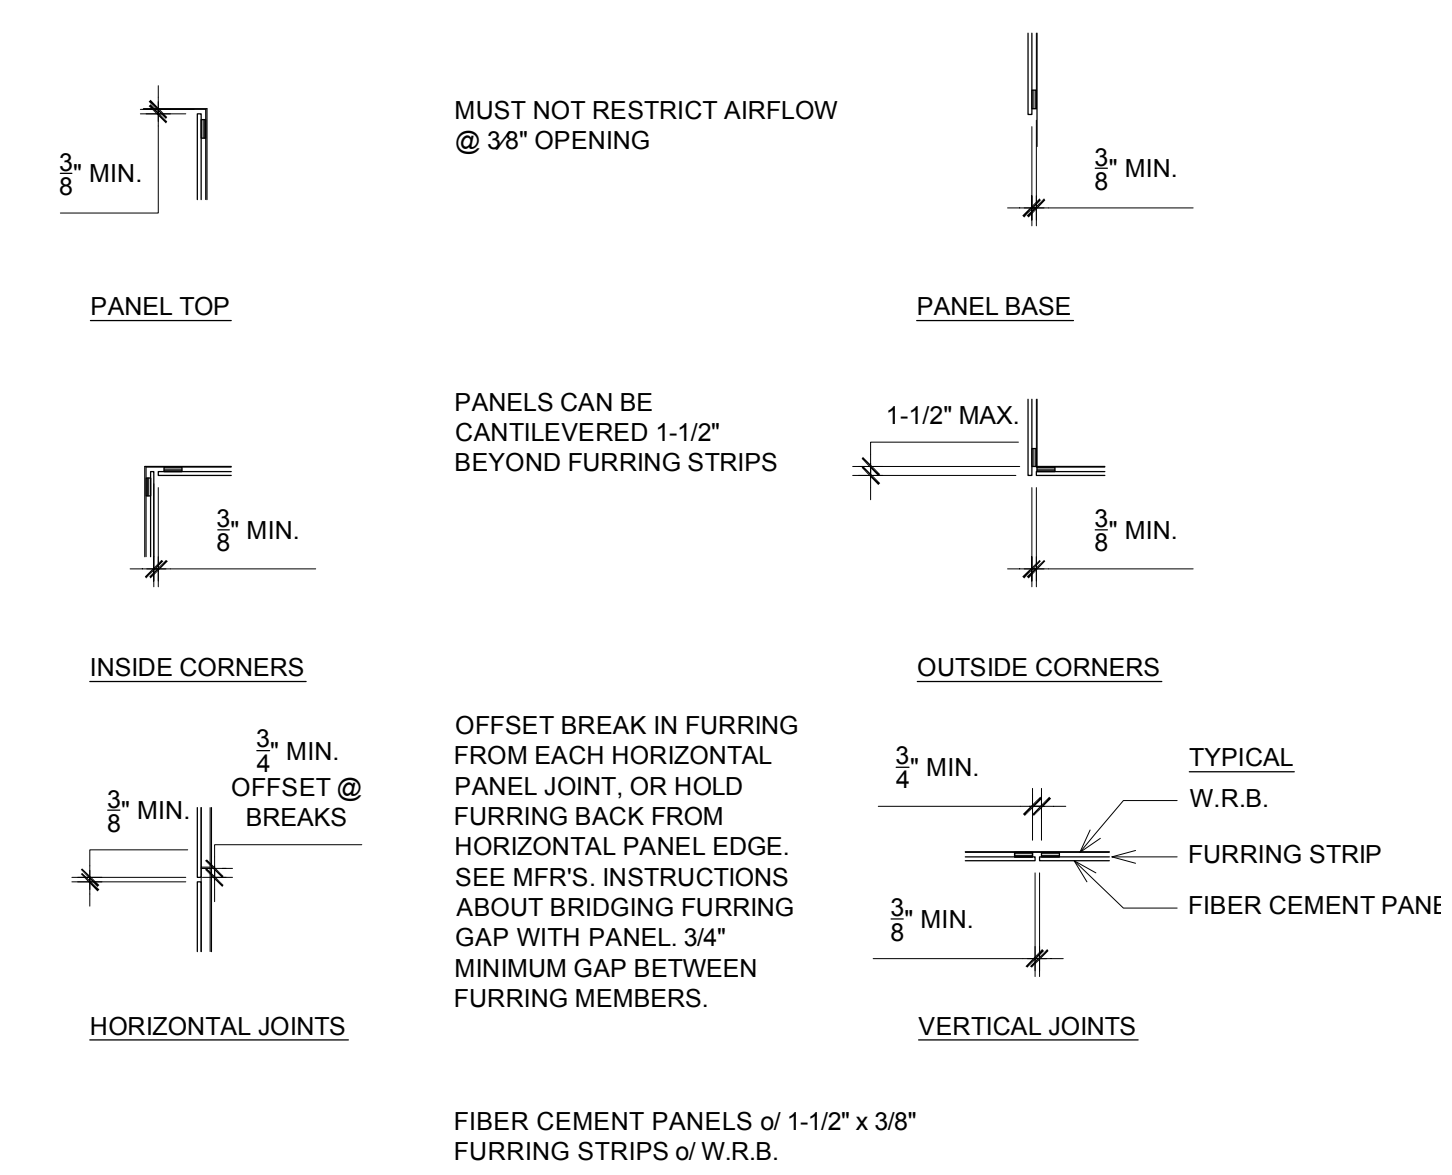 MUST NOT RESTRICT AIRFLOW
@ 3/8" OPENING
3/8" MIN.
3/8" MIN.
PANEL TOP
PANEL BASE
PANELS CAN BE
CANTILEVERED 1-1/2"
BEYOND FURRING STRIPS
1-1/2" MAX.
3/8" MIN.
3/8" MIN.
INSIDE CORNERS
OUTSIDE CORNERS
3/4" MIN.
OFFSET @
BREAKS
3/8" MIN.
OFFSET BREAK IN FURRING
FROM EACH HORIZONTAL
PANEL JOINT, OR HOLD
FURRING BACK FROM
HORIZONTAL PANEL EDGE.
SEE MFR'S. INSTRUCTIONS
ABOUT BRIDGING FURRING
GAP WITH PANEL. 3/4"
MINIMUM GAP BETWEEN
FURRING MEMBERS.
3/4" MIN.
TYPICAL
W.R.B.
FURRING STRIP
FIBER CEMENT PANE
3/8" MIN.
HORIZONTAL JOINTS
VERTICAL JOINTS
FIBER CEMENT PANELS o/ 1-1/2" x 3/8"
FURRING STRIPS o/ W.R.B.